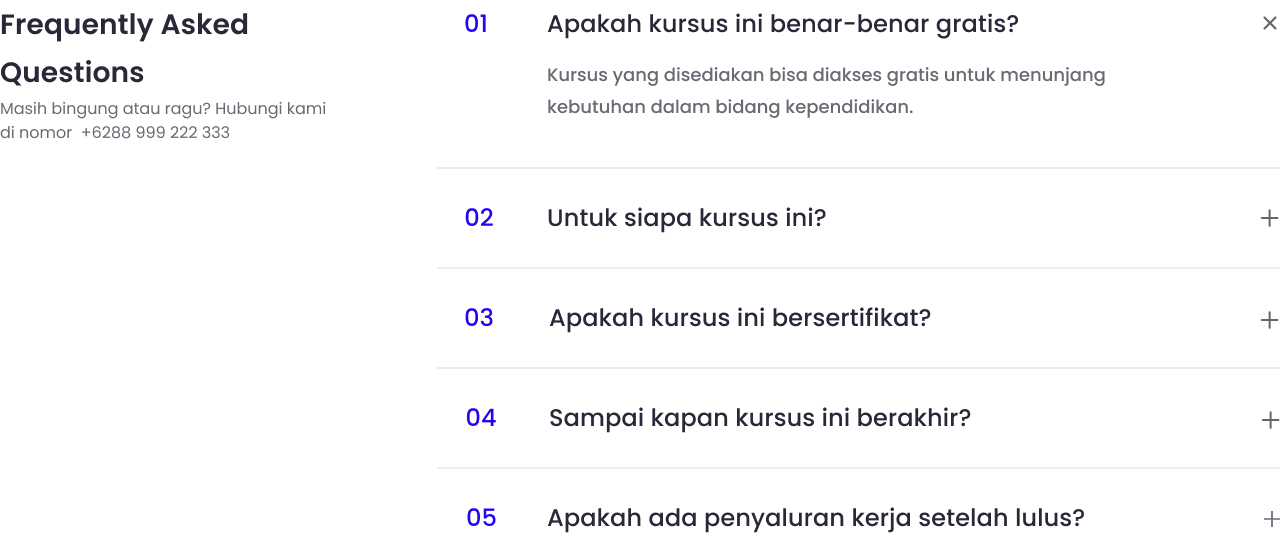 Frequently Asked
Questions
Masih bingung atau ragu? Hubungi kami
di nomor +6288 999 222 333
01 Apakah kursus ini benar-benar gratis?
Kursus yang disediakan bisa diakses gratis untuk menunjang
kebutuhan dalam bidang kependidikan.
02 Untuk siapa kursus ini?
03 Apakah kursus ini bersertifikat?
04 Sampai kapan kursus ini berakhir?
05 Apakah ada penyaluran kerja setelah lulus?